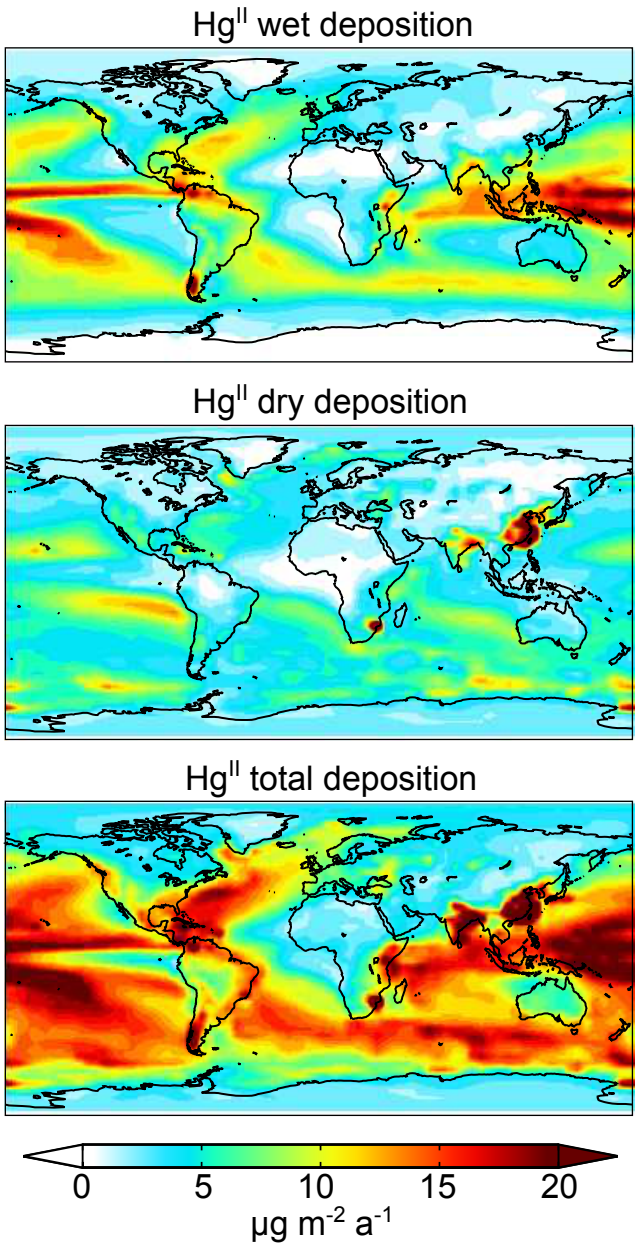 Hg^II wet deposition
Hg^II dry deposition
Hg^II total deposition
0 5 10 15 20
µg m^-2 a^-1